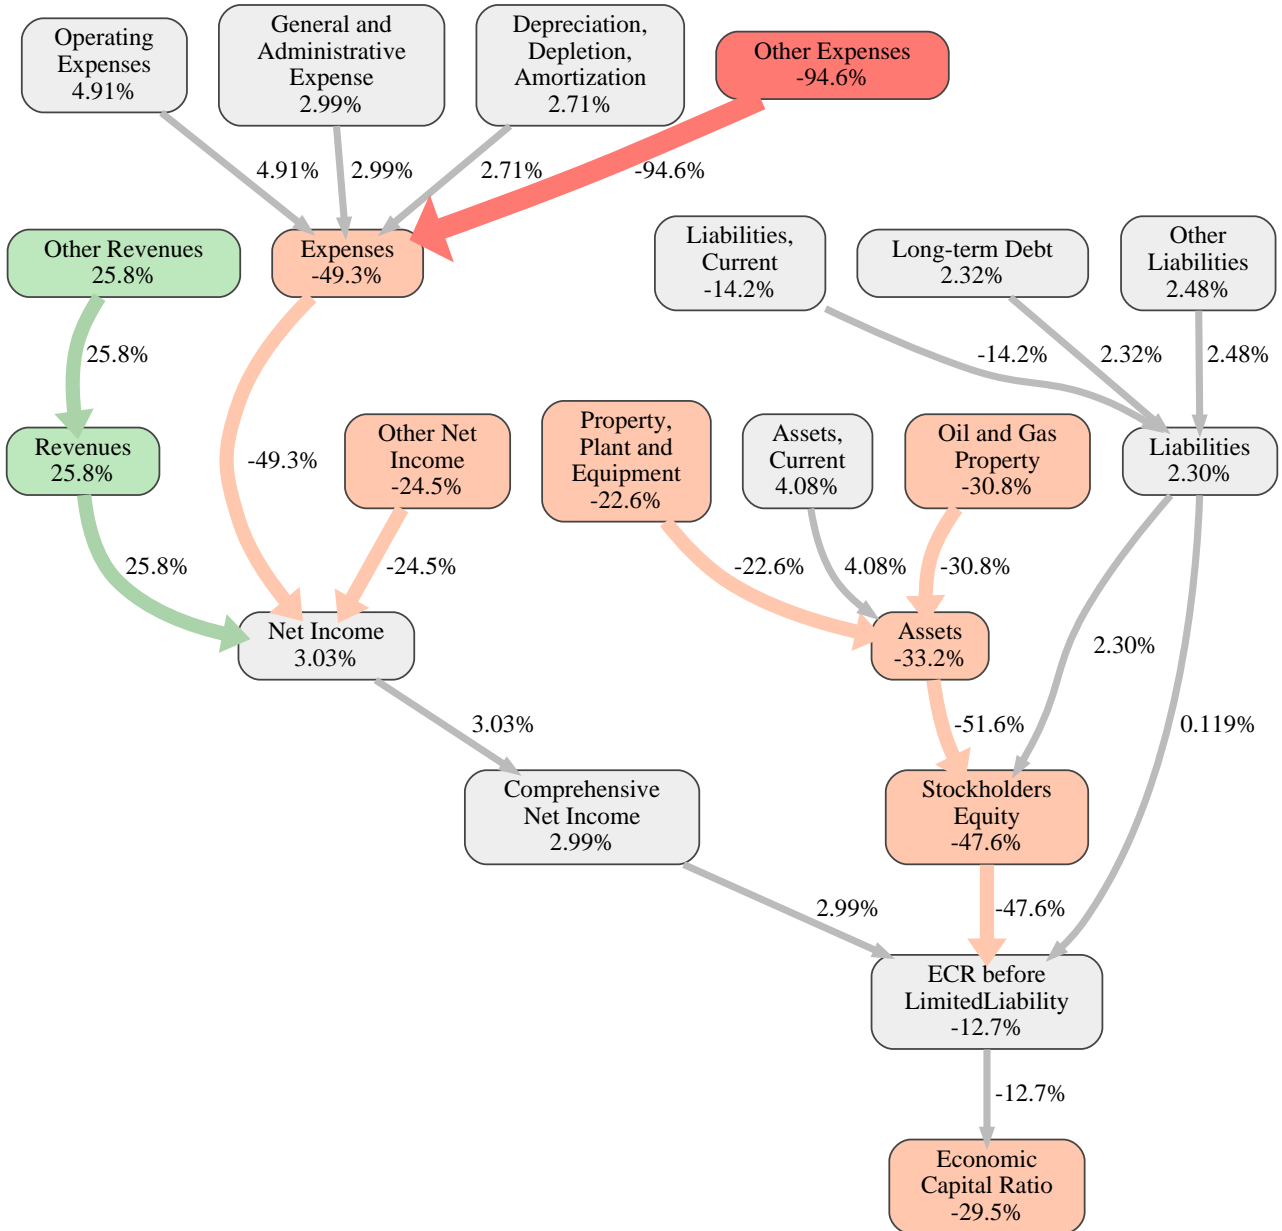 Operating
Expenses
4.91%
General and
Administrative
Expense
2.99%
Depreciation,
Depletion,
Amortization
2.71%
Other Expenses
-94.6%
4.91%
2.99%
2.71%
-94.6%
Other Revenues
25.8%
Expenses
-49.3%
Liabilities,
Current
-14.2%
Long-term Debt
2.32%
Other
Liabilities
2.48%
25.8%
-14.2%
2.32%
2.48%
Revenues
25.8%
-49.3%
Other Net
Income
-24.5%
Property,
Plant and
Equipment
-22.6%
Assets,
Current
4.08%
Oil and Gas
Property
-30.8%
Liabilities
2.30%
25.8%
-24.5%
-22.6%
4.08%
-30.8%
Net Income
3.03%
Assets
-33.2%
2.30%
3.03%
-51.6%
0.119%
Comprehensive
Net Income
2.99%
Stockholders
Equity
-47.6%
2.99%
-47.6%
ECR before
LimitedLiability
-12.7%
-12.7%
Economic
Capital Ratio
-29.5%